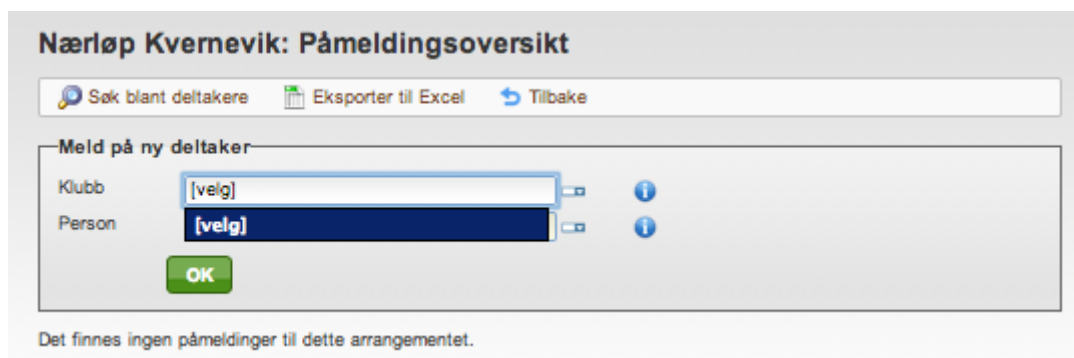 Nærløp Kvernevik: Påmeldingsoversikt
Søk blant deltakere Eksporter til Excel Tilbake
Meld på ny deltaker
Klubb [velg]
Person [velg]
OK
Det finnes ingen påmeldinger til dette arrangementet.